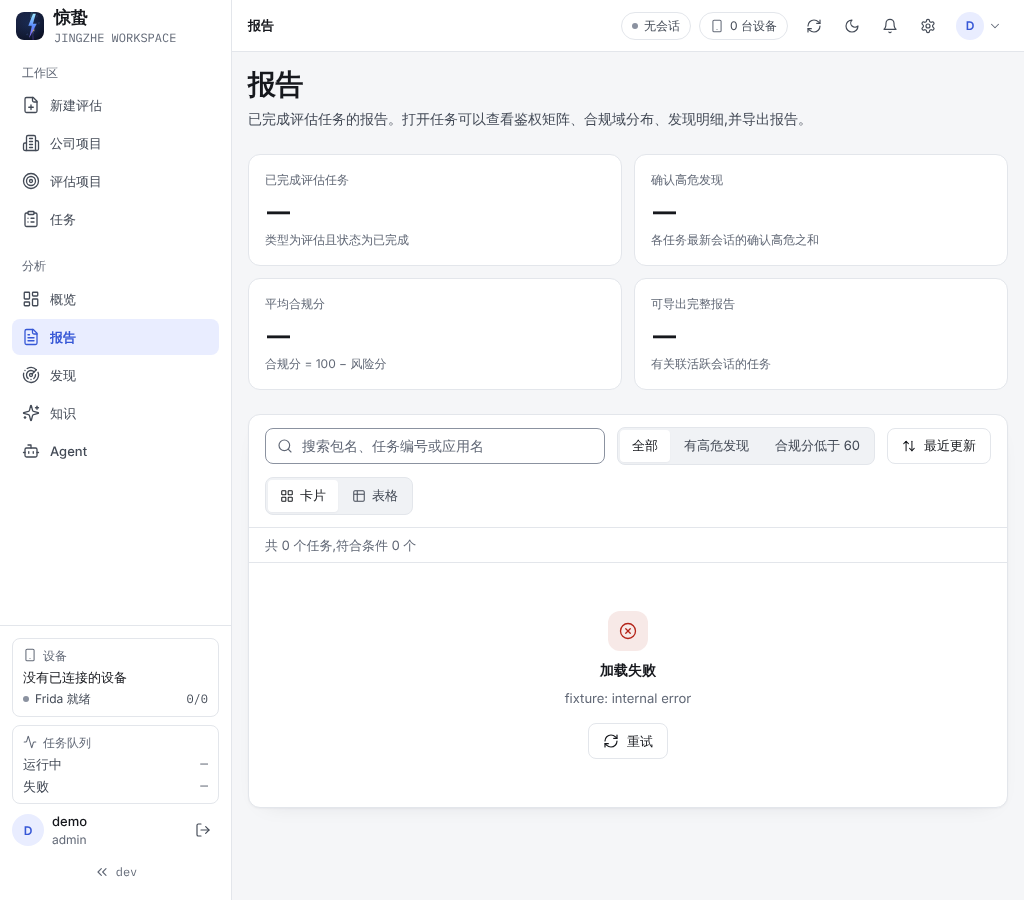 惊蛰
JINGZHE WORKSPACE
工作区
新建评估
公司项目
评估项目
任务
分析
概览
报告
发现
知识
Agent
设备
没有已连接的设备
Frida 就绪 0/0
任务队列
运行中 —
失败 —
D demo
admin
dev
报告
无会话
0 台设备
D
报告
已完成评估任务的报告。打开任务可以查看鉴权矩阵、合规域分布、发现明细,并导出报告。
已完成评估任务
—
类型为评估且状态为已完成
确认高危发现
—
各任务最新会话的确认高危之和
平均合规分
—
合规分 = 100 − 风险分
可导出完整报告
—
有关联活跃会话的任务
搜索包名、任务编号或应用名
全部 有高危发现 合规分低于 60
最近更新
卡片 表格
共 0 个任务,符合条件 0 个
加载失败
fixture: internal error
重试